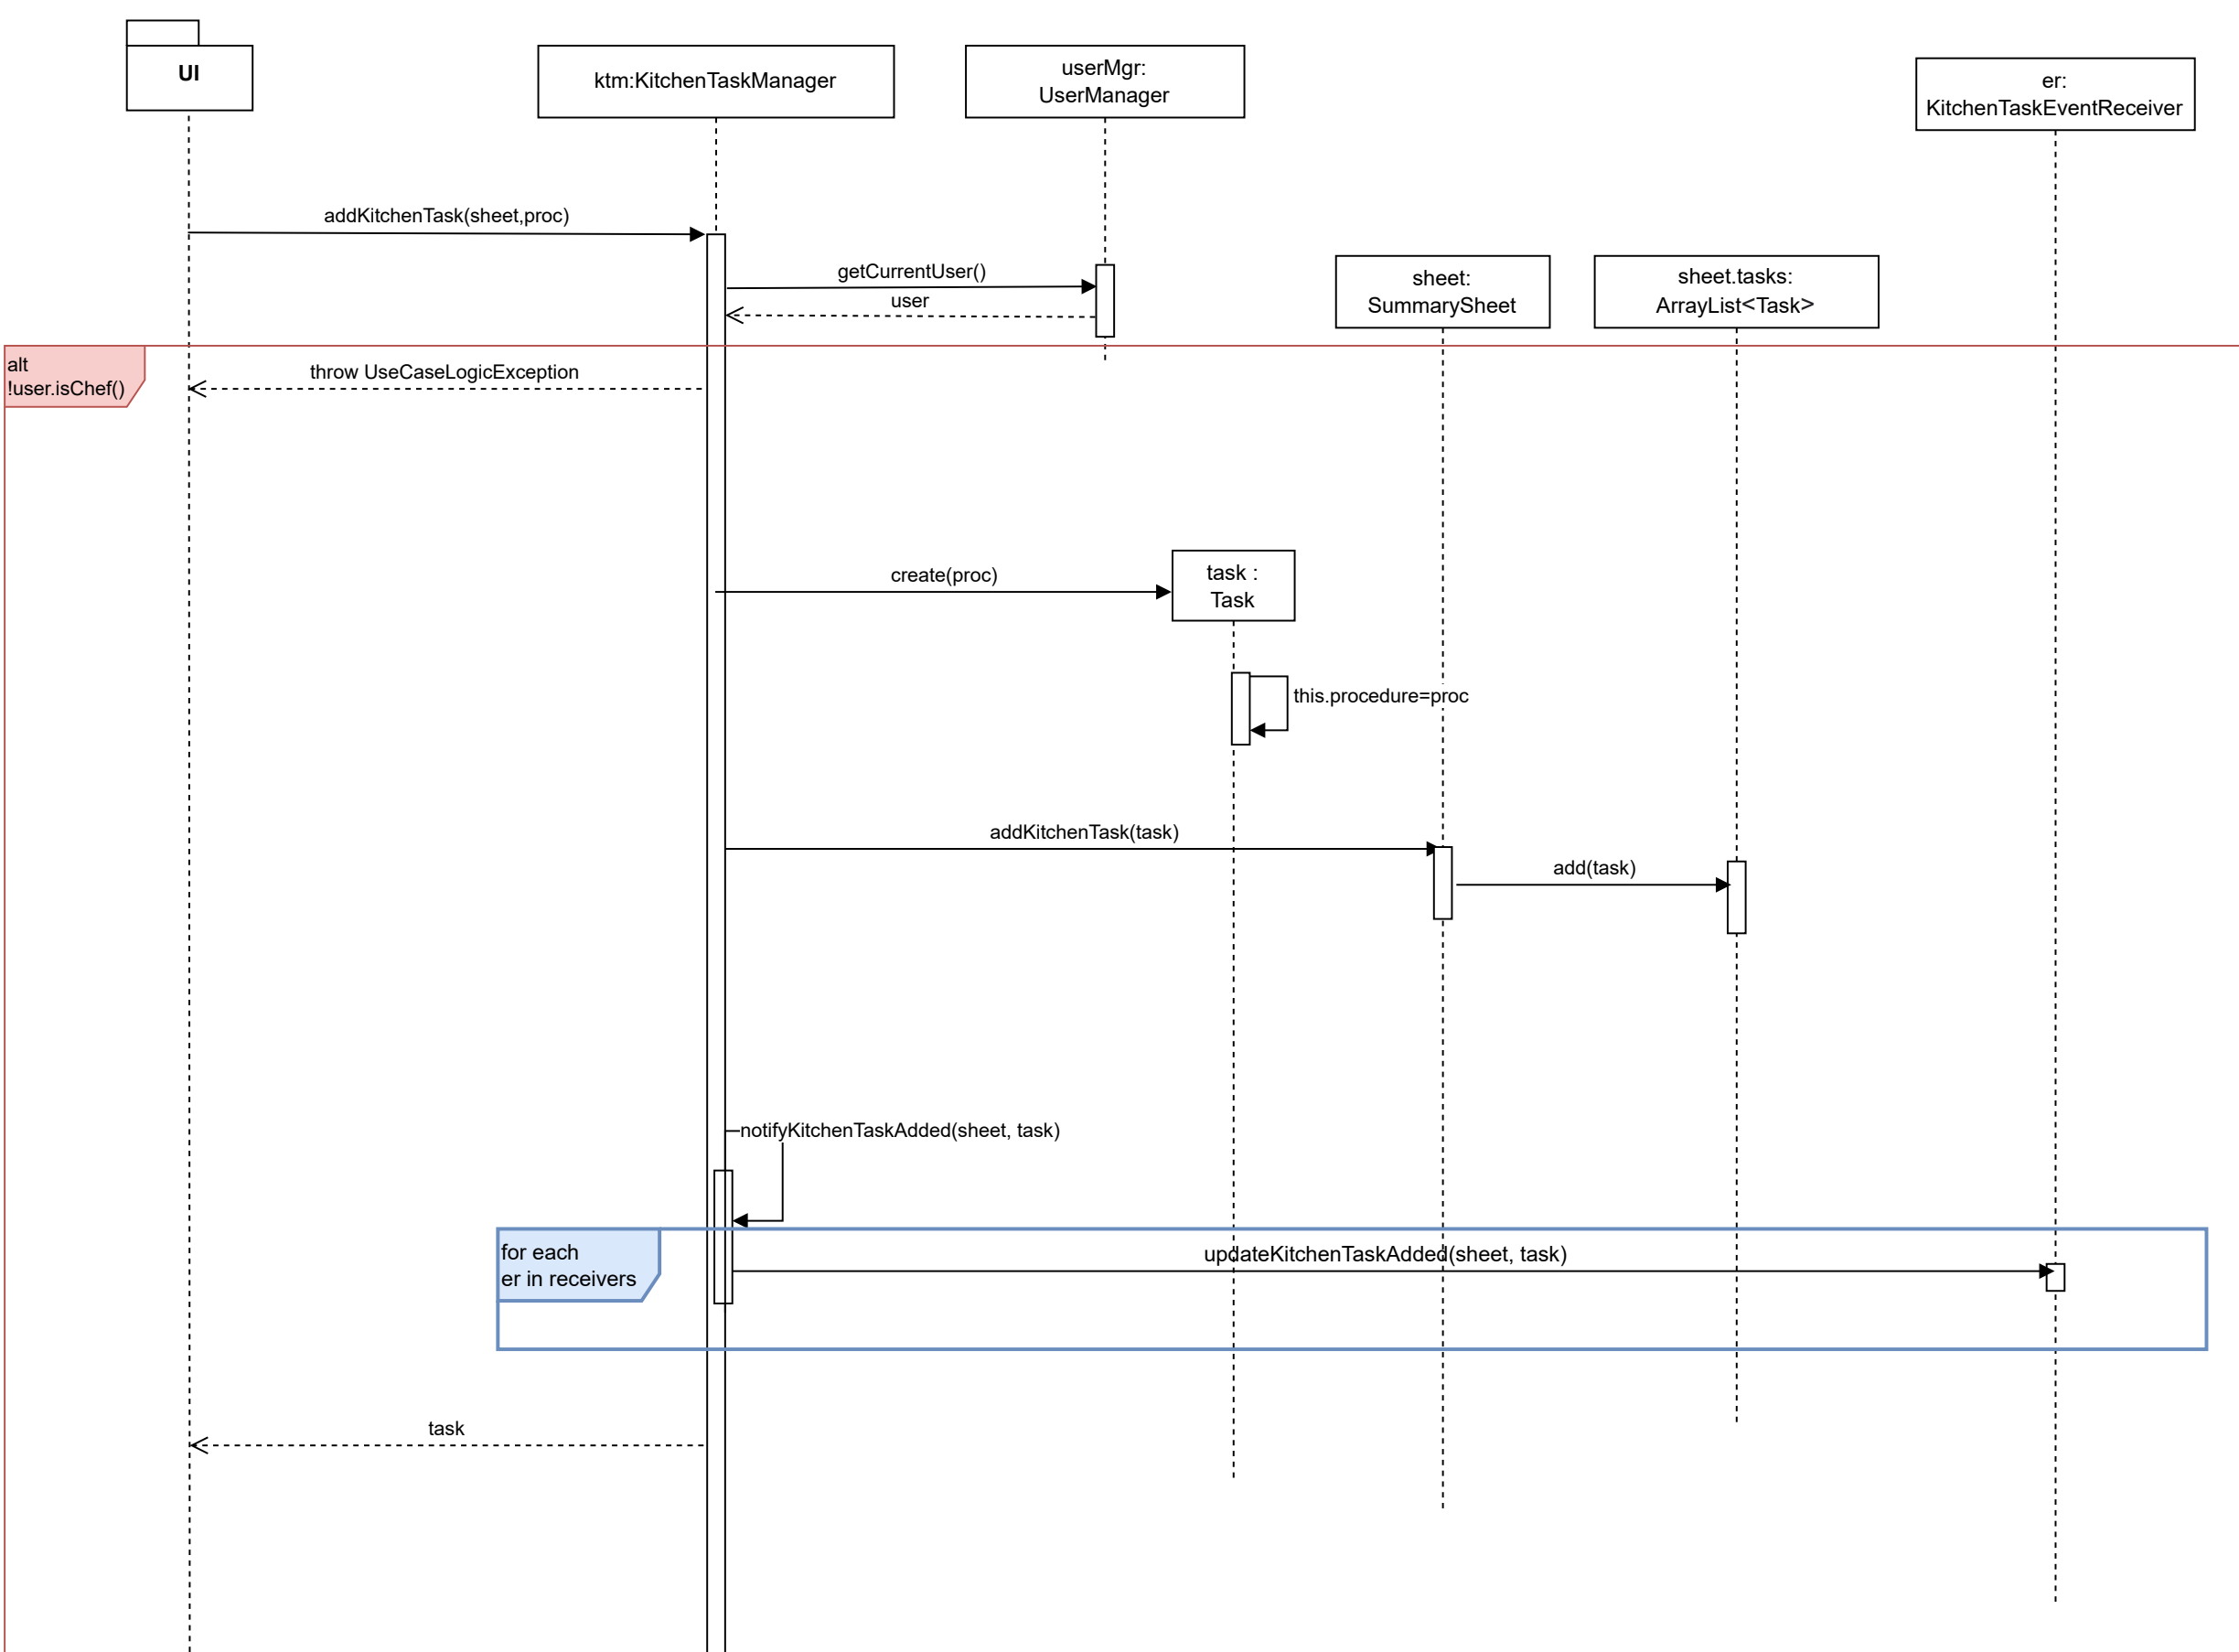 UI
ktm:KitchenTaskManager
userMgr:
UserManager
er:
KitchenTaskEventReceiver
addKitchenTask(sheet,proc)
getCurrentUser()
user
sheet:
SummarySheet
sheet.tasks:
ArrayList<Task>
alt
!user.isChef()
throw UseCaseLogicException
create(proc)
task :
Task
this.procedure=proc
addKitchenTask(task)
add(task)
notifyKitchenTaskAdded(sheet, task)
for each
er in receivers
updateKitchenTaskAdded(sheet, task)
task